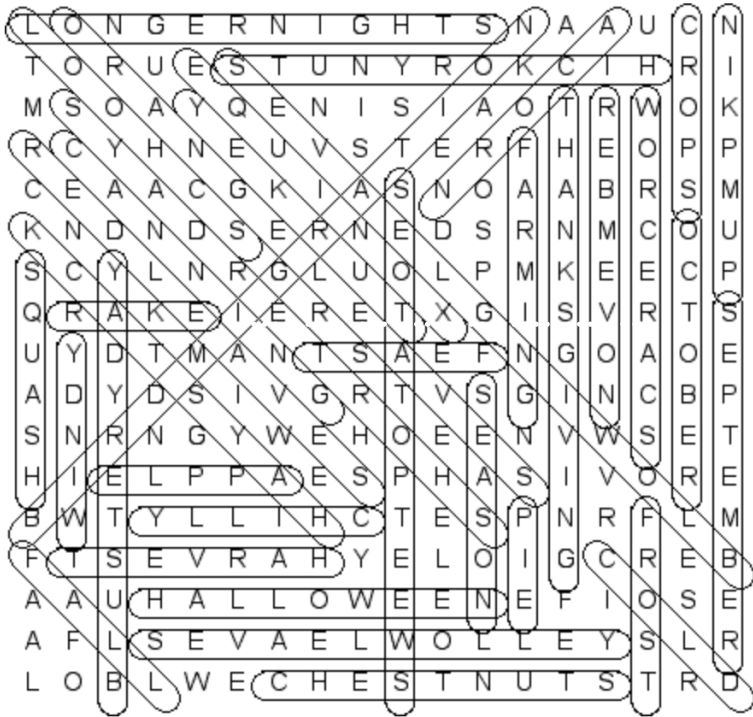 L O N G E R N I G H T S N A A U C N
T O R U E S T U N Y R O K C I H R I
M S O A Y Q E N I S I A O T R W O K
R C Y H N E U V S T E R F H E O P P
C E A A C G K I A S N O A A B R S M
K N D N D S E R N E D S R N M C O U
S C Y L N R G L U O L P M K E E C P
Q R A K E I E R E T X G I S V R T S
U Y D T M A N T S A E F N G O A O E
A D Y D S I V G R T V S G I N C B P
S N R N G Y W E H O E E N V W S E T
H I E L P P A E S P H A S I V O R E
B W T Y L L I H C T E S P N R F L M
F T S E V R A H Y E L O I G C R E B
A A U H A L L O W E E N E F I O S E
A F L S E V A E L W O L L E Y S L R
L O B L W E C H E S T N U T S T R D